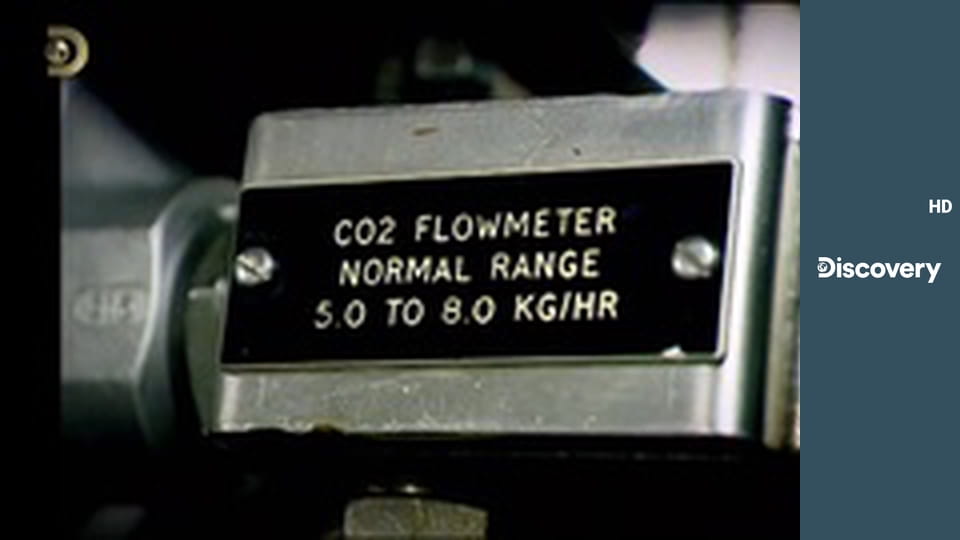 CO2 FLOWMETER
NORMAL RANGE
5.0 TO 8.0 KG/HR
HD
Discovery